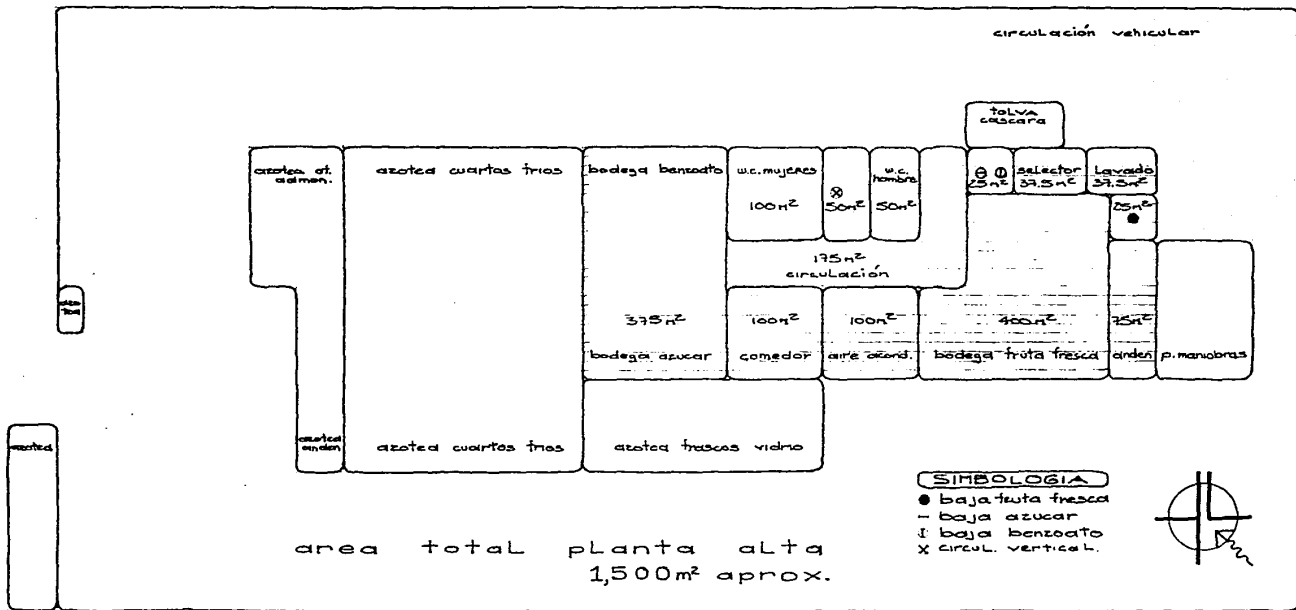 circulación vehicular
tolva
cascara
azotea of.
admon.
azotea cuartos frios
bodega benzoato
w.c. mujeres
100m²
50m²
w.c.
hombre
50m²
25m²
selector
37.5m²
lavado
37.5m²
25m²
175m²
circulación
azotea
375m²
bodega azucar
100m²
comedor
100m²
aire acond.
400m²
bodega fruta fresca
75m²
anden
p. maniobras
azotea
azotea
anden
azotea cuartos frios
azotea frascos vidrio
SIMBOLOGIA
baja fruta fresca
baja azucar
baja benzoato
x circul. vertical.
area total planta alta
1,500m² aprox.